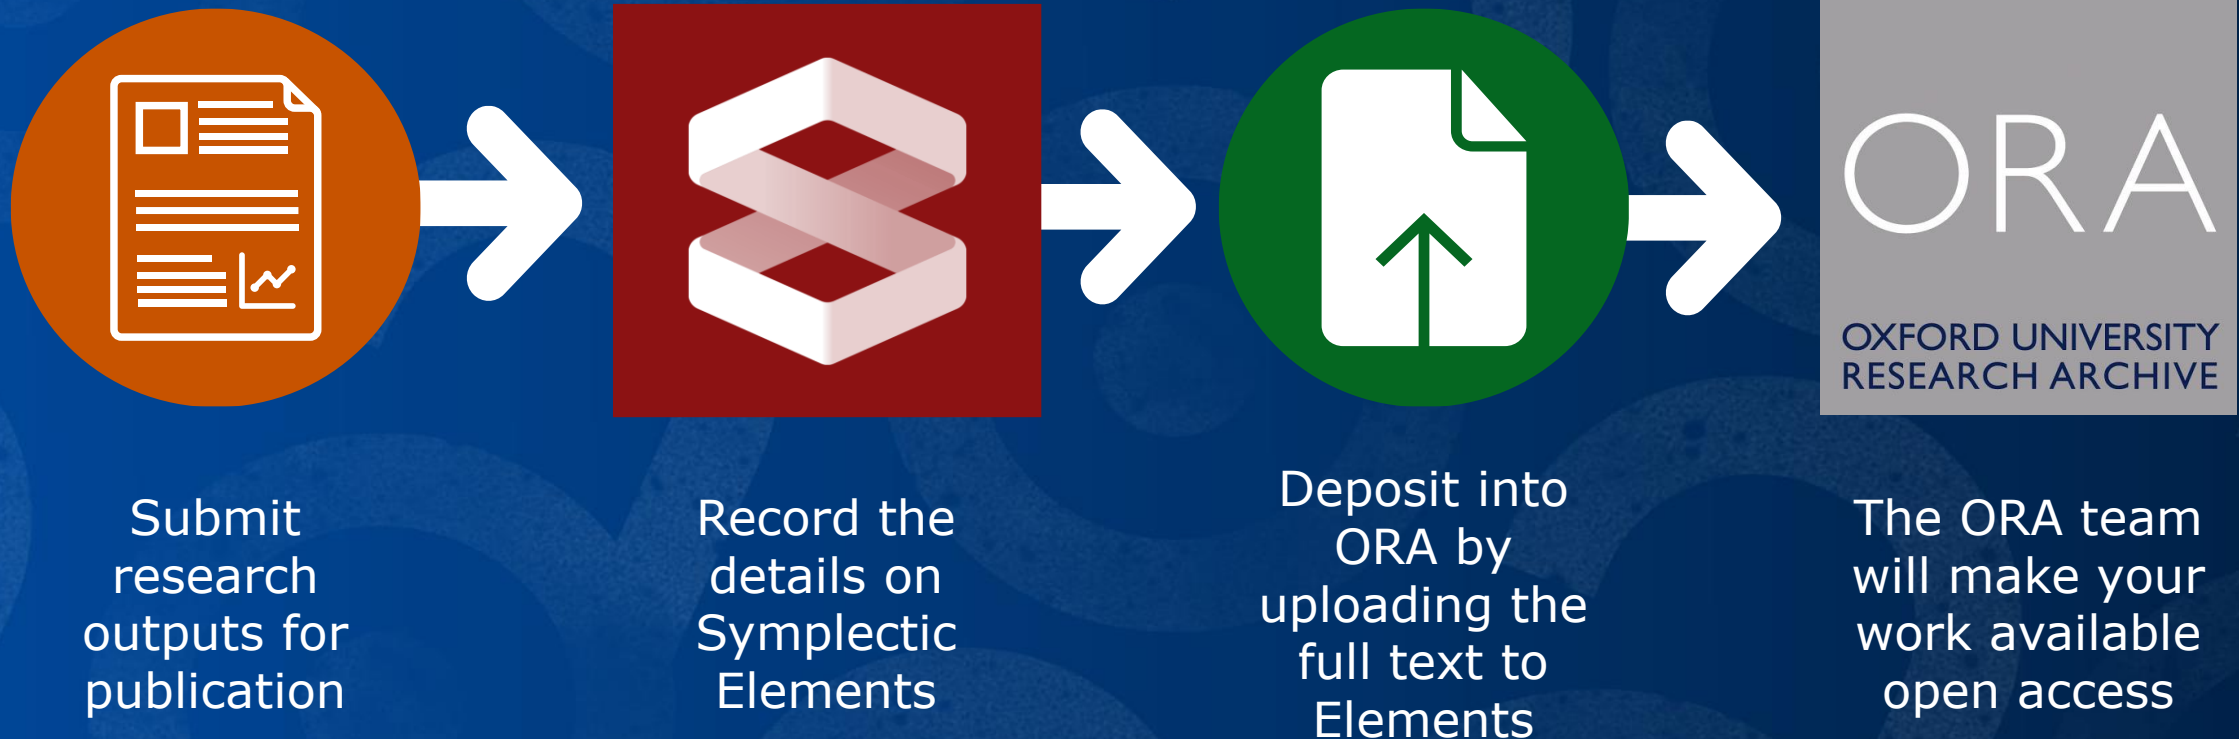 ORA
OXFORD UNIVERSITY
RESEARCH ARCHIVE
Submit
research
outputs for
publication
Record the
details on
Symplectic
Elements
Deposit into
ORA by
uploading the
full text to
Elements
The ORA team
will make your
work available
open access